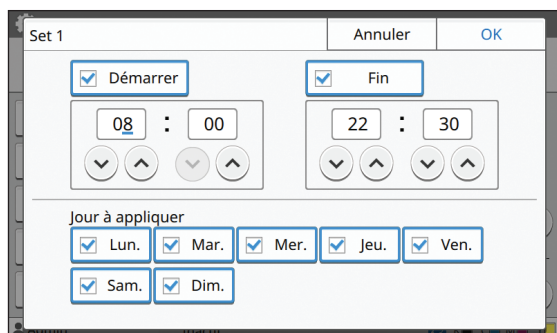 Set 1 Annuler OK
Démarrer Fin
08 : 00 22 : 30
Jour à appliquer
Lun. Mar. Mer. Jeu. Ven.
Sam. Dim.